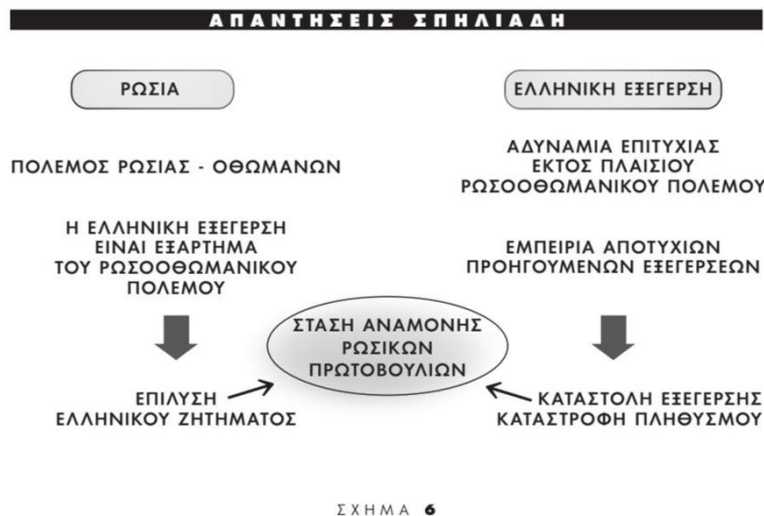 ΑΠΑΝΤΗΣΕΙΣ ΣΠΗΛΙΑΔΗ
ΡΩΣΙΑ
ΠΟΛΕΜΟΣ ΡΩΣΙΑΣ - ΟΘΩΜΑΝΩΝ
Η ΕΛΛΗΝΙΚΗ ΕΞΕΓΕΡΣΗ
ΕΙΝΑΙ ΕΞΑΡΤΗΜΑ
ΤΟΥ ΡΩΣΟΟΘΩΜΑΝΙΚΟΥ
ΠΟΛΕΜΟΥ
ΕΠΙΛΥΣΗ
ΕΛΛΗΝΙΚΟΥ ΖΗΤΗΜΑΤΟΣ
ΣΤΑΣΗ ΑΝΑΜΟΝΗΣ
ΡΩΣΙΚΩΝ
ΠΡΩΤΟΒΟΥΛΙΩΝ
ΕΛΛΗΝΙΚΗ ΕΞΕΓΕΡΣΗ
ΑΔΥΝΑΜΙΑ ΕΠΙΤΥΧΙΑΣ
ΕΚΤΟΣ ΠΛΑΙΣΙΟΥ
ΡΩΣΟΟΘΩΜΑΝΙΚΟΥ ΠΟΛΕΜΟΥ
ΕΜΠΕΙΡΙΑ ΑΠΟΤΥΧΙΩΝ
ΠΡΟΗΓΟΥΜΕΝΩΝ ΕΞΕΓΕΡΣΕΩΝ
ΚΑΤΑΣΤΟΛΗ ΕΞΕΓΕΡΣΗΣ
ΚΑΤΑΣΤΡΟΦΗ ΠΛΗΘΥΣΜΟΥ
ΣΧΗΜΑ 6